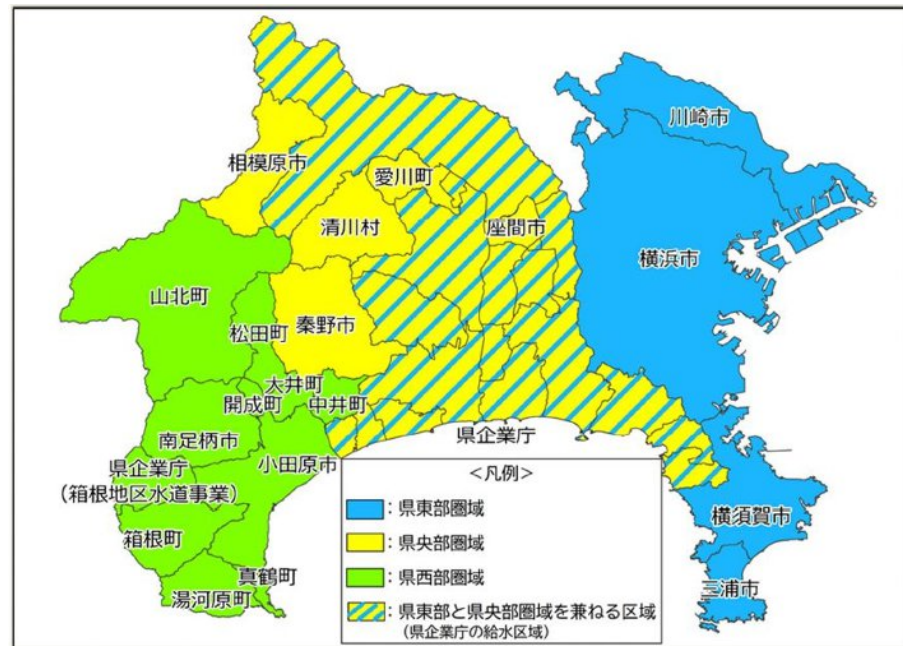 川崎市
相模原市
愛川町
座間市
清川村
横浜市
山北町
松田町
秦野市
大井町
開成町
中井町
南足柄市
県企業庁
小田原市
県企業庁
（箱根地区水道事業）
箱根町
真鶴町
湯河原町
横須賀市
三浦市
＜凡例＞
：県東部圏域
：県央部圏域
：県西部圏域
：県東部と県央部圏域を兼ねる区域
（県企業庁の給水区域）